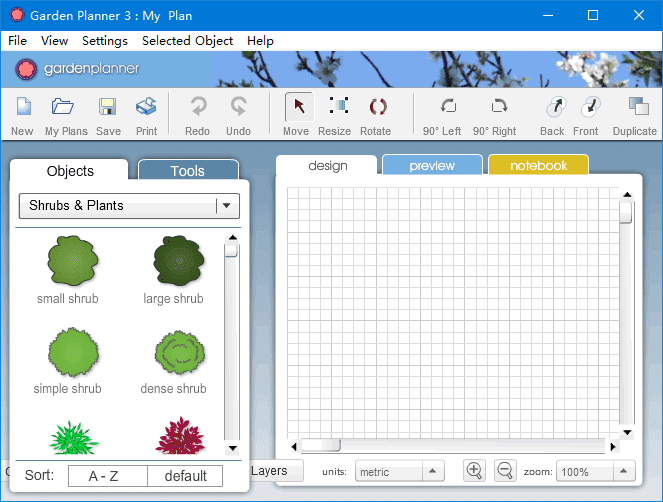 Garden Planner 3 : My Plan
File View Settings Selected Object Help
gardenplanner
New My Plans Save Print Redo Undo Move Resize Rotate 90° Left 90° Right Back Front Duplicate
Objects Tools design preview notebook
Shrubs & Plants
small shrub large shrub
simple shrub dense shrub
Sort: A - Z default Layers units: metric zoom: 100%